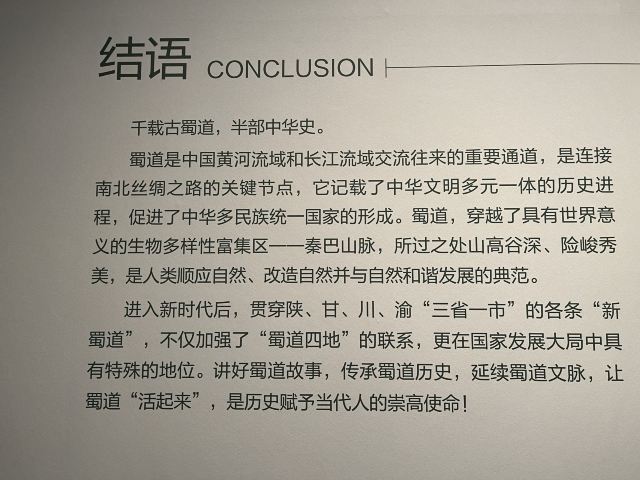 结语 CONCLUSION
千载古蜀道，半部中华史。
蜀道是中国黄河流域和长江流域交流往来的重要通道，是连接
南北丝绸之路的关键节点，它记载了中华文明多元一体的历史进
程，促进了中华多民族统一国家的形成。蜀道，穿越了具有世界意
义的生物多样性富集区——秦巴山脉，所过之处山高谷深、险峻秀
美，是人类顺应自然、改造自然并与自然和谐发展的典范。
进入新时代后，贯穿陕、甘、川、渝“三省一市”的各条“新
蜀道”，不仅加强了“蜀道四地”的联系，更在国家发展大局中具
有特殊的地位。讲好蜀道故事，传承蜀道历史，延续蜀道文脉，让
蜀道“活起来”，是历史赋予当代人的崇高使命！